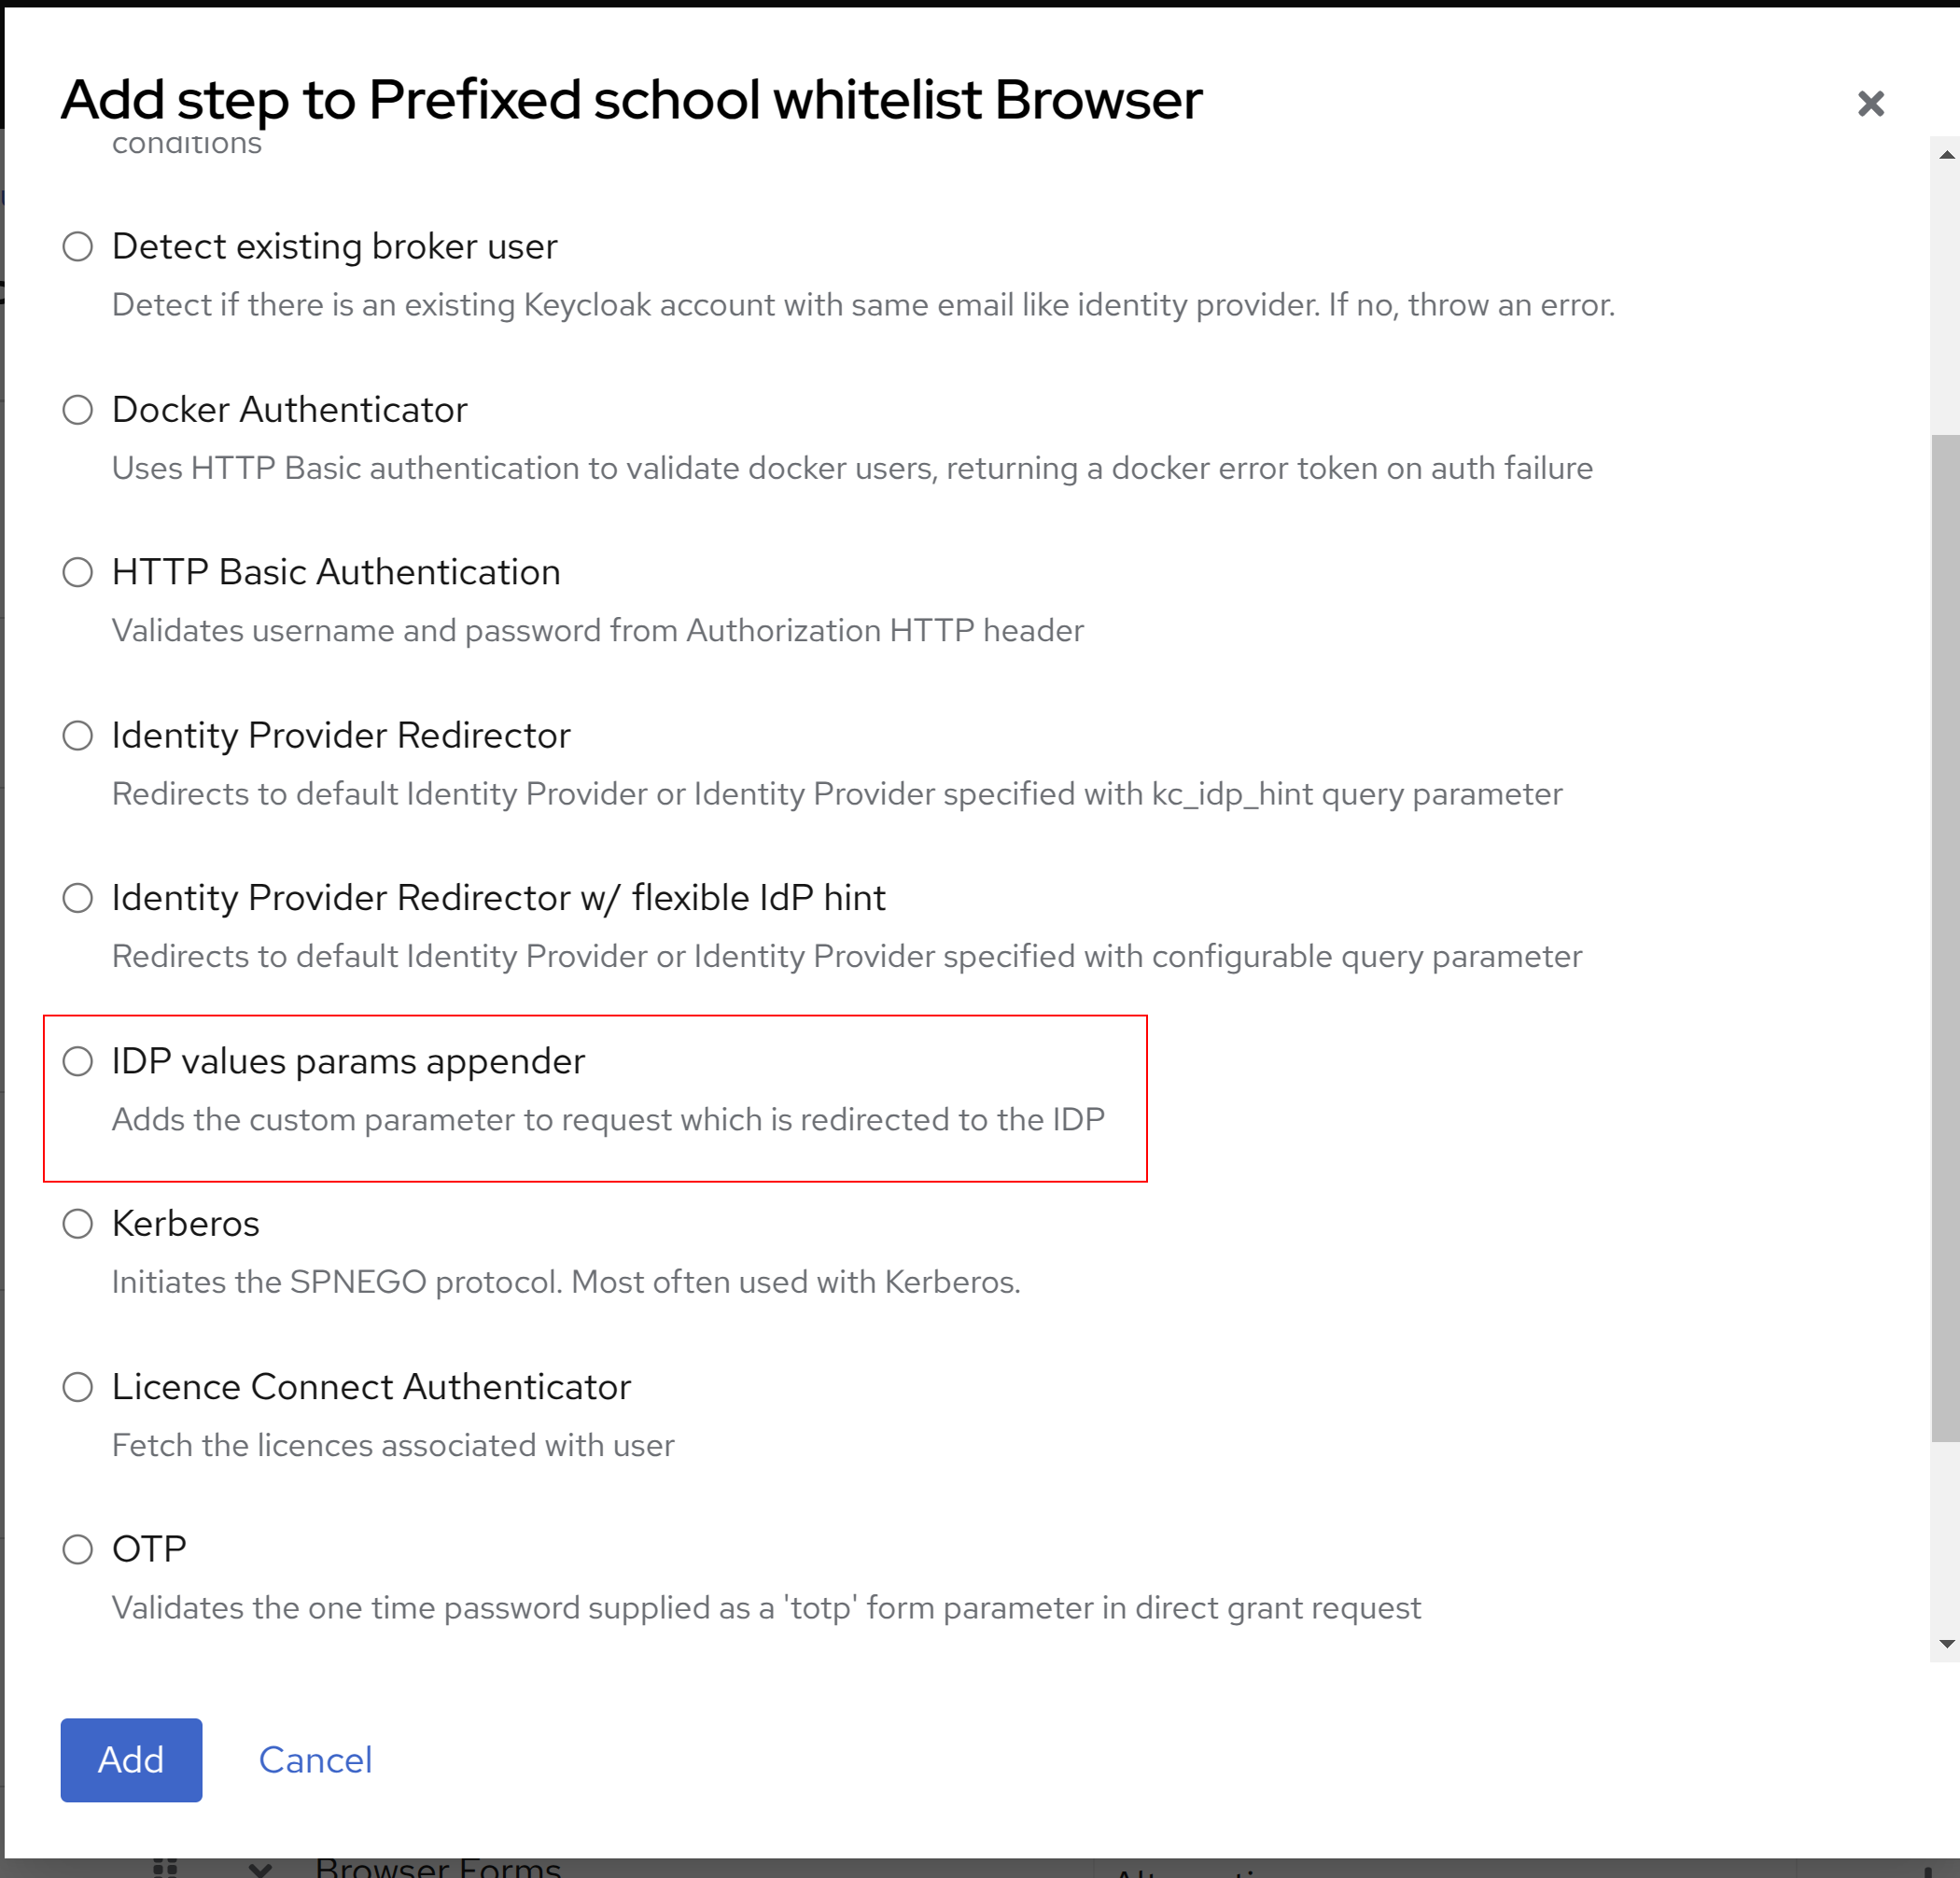 Add step to Prefixed school whitelist Browser
conditions
Detect existing broker user
Detect if there is an existing Keycloak account with same email like identity provider. If no, throw an error.
Docker Authenticator
Uses HTTP Basic authentication to validate docker users, returning a docker error token on auth failure
HTTP Basic Authentication
Validates username and password from Authorization HTTP header
Identity Provider Redirector
Redirects to default Identity Provider or Identity Provider specified with kc_idp_hint query parameter
Identity Provider Redirector w/ flexible IdP hint
Redirects to default Identity Provider or Identity Provider specified with configurable query parameter
IDP values params appender
Adds the custom parameter to request which is redirected to the IDP
Kerberos
Initiates the SPNEGO protocol. Most often used with Kerberos.
Licence Connect Authenticator
Fetch the licences associated with user
OTP
Validates the one time password supplied as a 'totp' form parameter in direct grant request
Add Cancel
Browser Forms